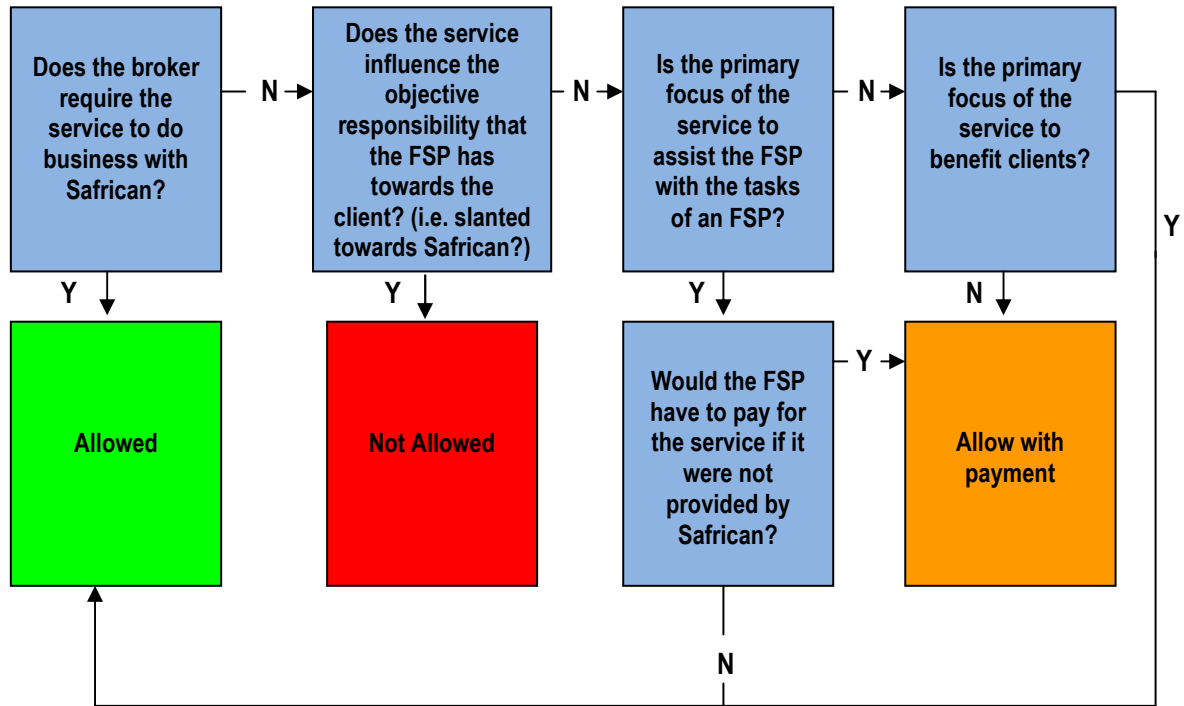 Does the broker
require the
service to do
business with
Safrican?
N
Does the service
influence the
objective
responsibility that
the FSP has
towards the
client? (i.e. slanted
towards Safrican?)
N
Is the primary
focus of the
service to
assist the FSP
with the tasks
of an FSP?
N
Is the primary
focus of the
service to
benefit clients?
Y
Y
Y
Y
N
Allowed
Not Allowed
Would the FSP
have to pay for
the service if it
were not
provided by
Safrican?
Y
Allow with
payment
N